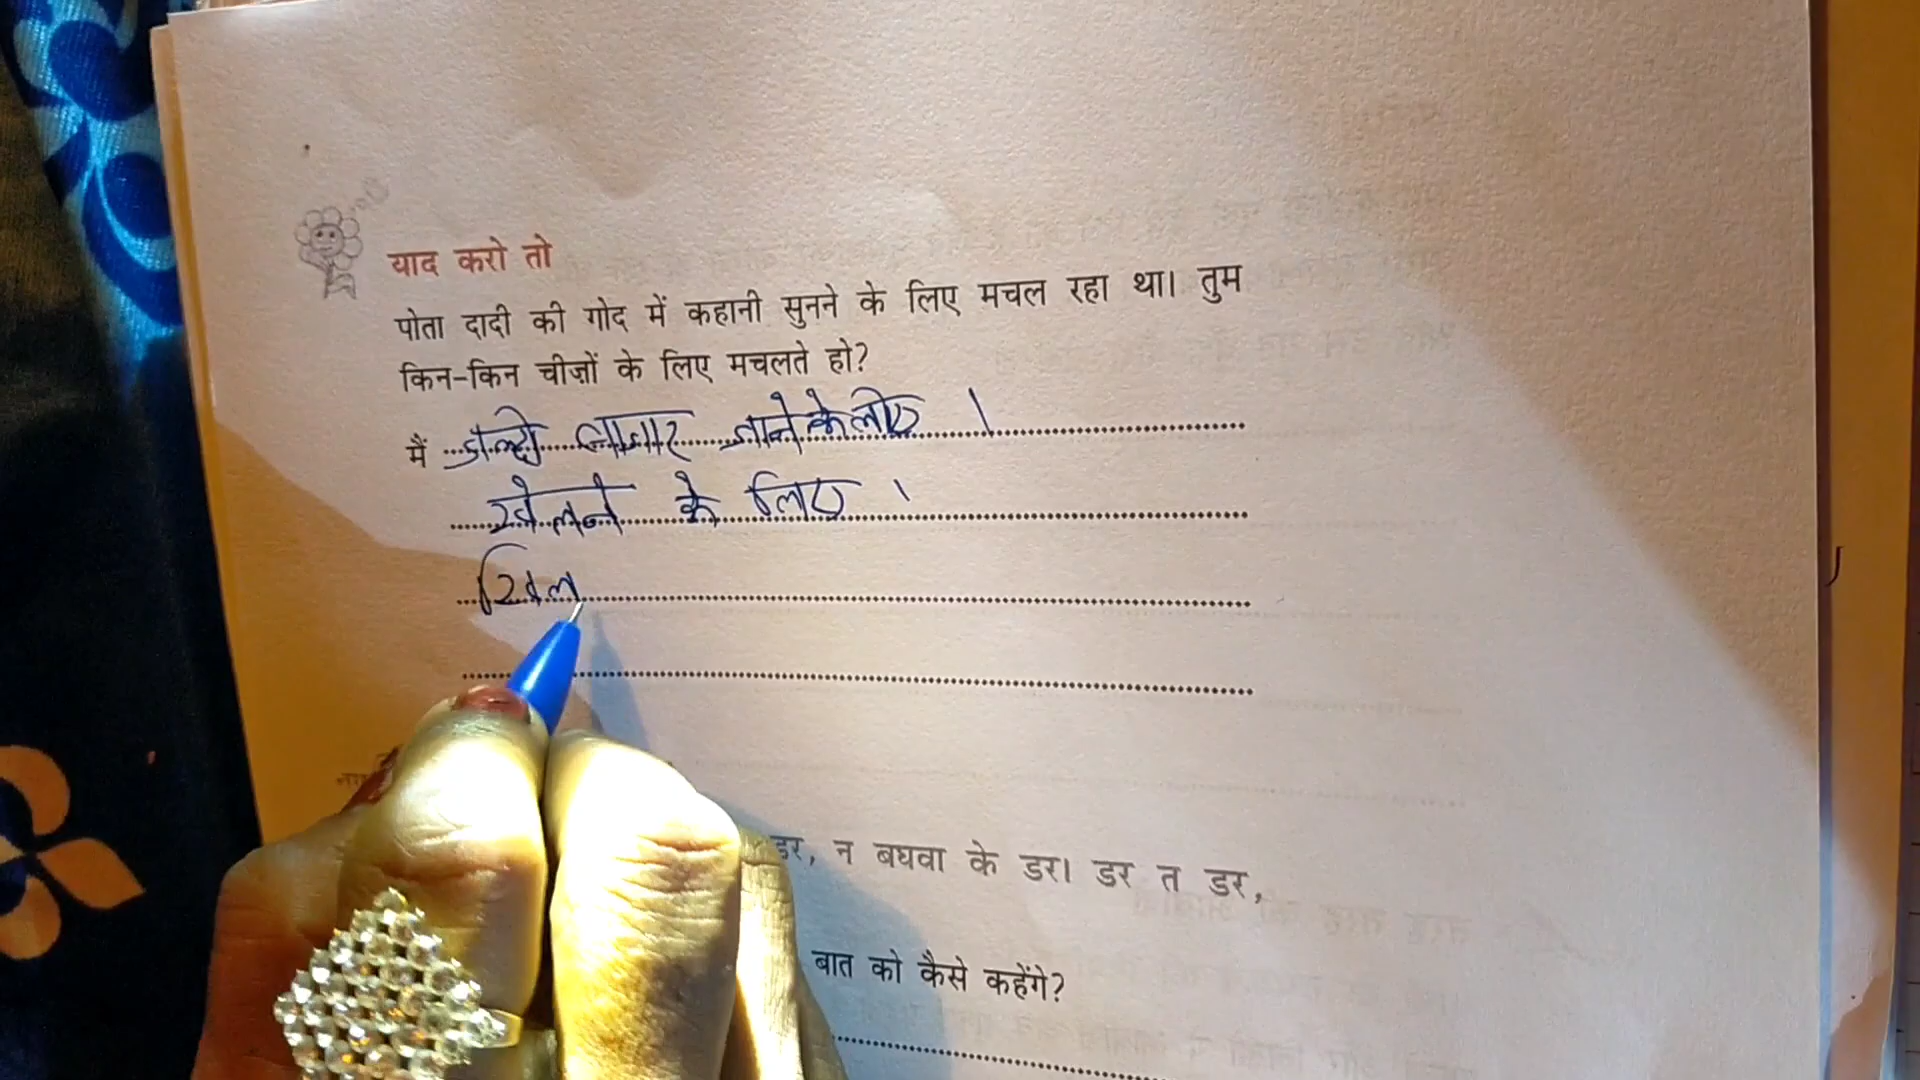 याद करो तो
पोता दादी की गोद में कहानी सुनने के लिए मचल रहा था। तुम
किन-किन चीज़ों के लिए मचलते हो?
मैं बाजार जाने के लीए ।
खेलने के लिए ।
खिल
डर, न बघवा के डर। डर त डर,
बात को कैसे कहेंगे?